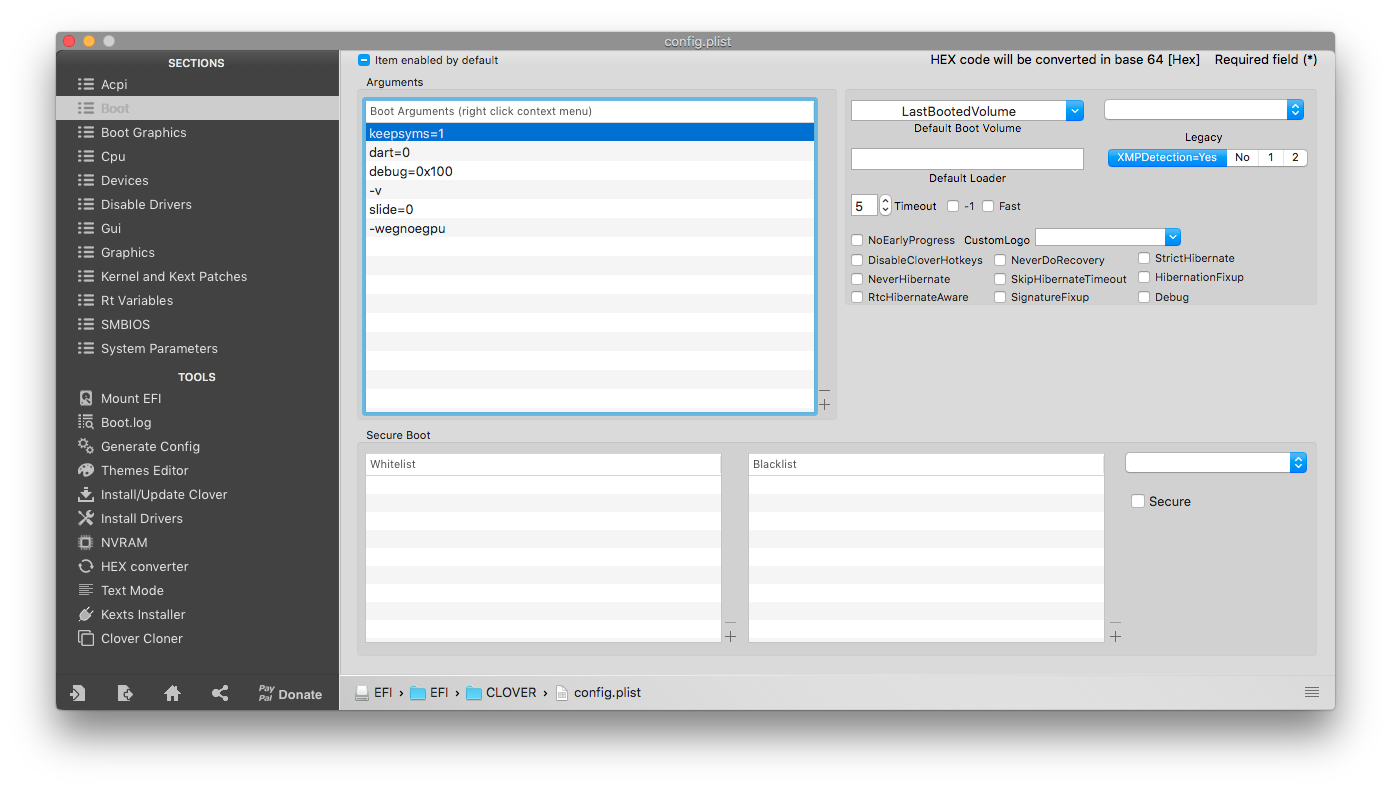 config.plist
SECTIONS
Acpi
Boot
Boot Graphics
Cpu
Devices
Disable Drivers
Gui
Graphics
Kernel and Kext Patches
Rt Variables
SMBIOS
System Parameters
TOOLS
Mount EFI
Boot.log
Generate Config
Themes Editor
Install/Update Clover
Install Drivers
NVRAM
HEX converter
Text Mode
Kexts Installer
Clover Cloner
Pay
Pal Donate
Item enabled by default
HEX code will be converted in base 64 [Hex] Required field (*)
Arguments
Boot Arguments (right click context menu)
keepsyms=1
dart=0
debug=0x100
-v
slide=0
-wegnoegpu
LastBootedVolume
Default Boot Volume
Legacy
XMPDetection=Yes No 1 2
Default Loader
5 Timeout -1 Fast
NoEarlyProgress CustomLogo
DisableCloverHotkeys NeverDoRecovery StrictHibernate
NeverHibernate SkipHibernateTimeout HibernationFixup
RtcHibernateAware SignatureFixup Debug
Secure Boot
Whitelist
Blacklist
Secure
EFI › EFI › CLOVER › config.plist